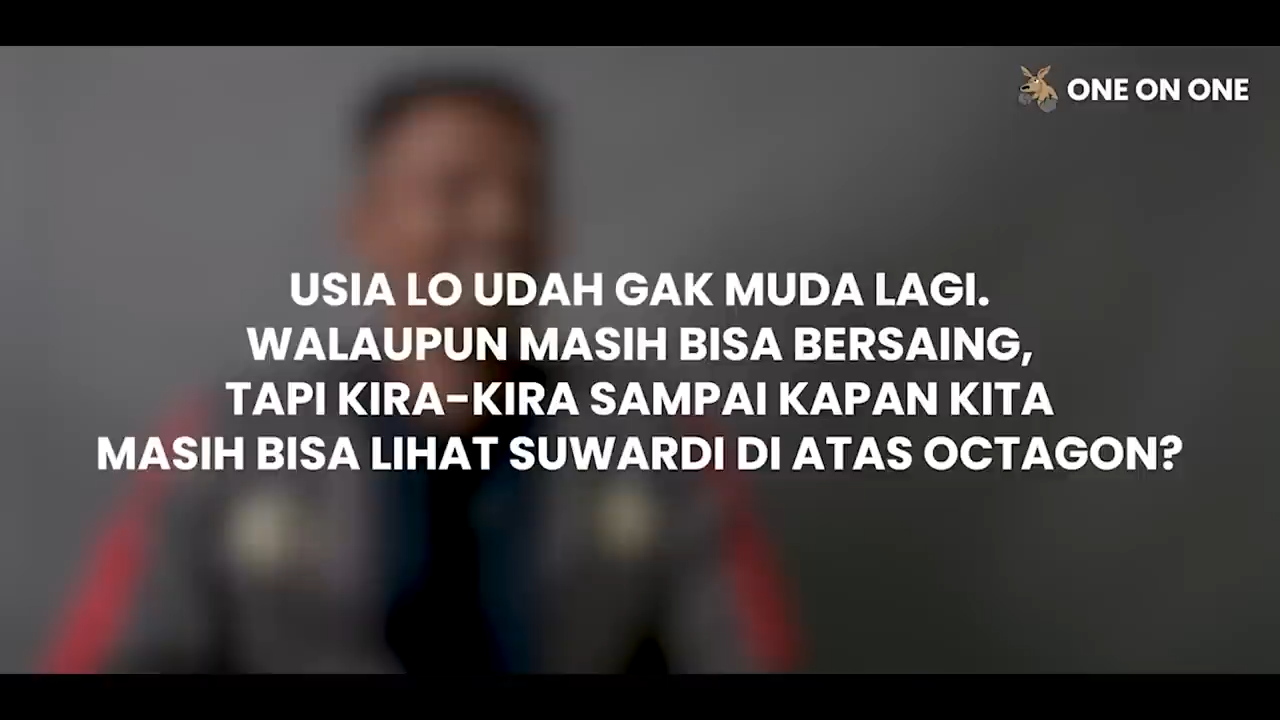 ONE ON ONE
USIA LO UDAH GAK MUDA LAGI.
WALAUPUN MASIH BISA BERSAING,
TAPI KIRA-KIRA SAMPAI KAPAN KITA
MASIH BISA LIHAT SUWARDI DI ATAS OCTAGON?